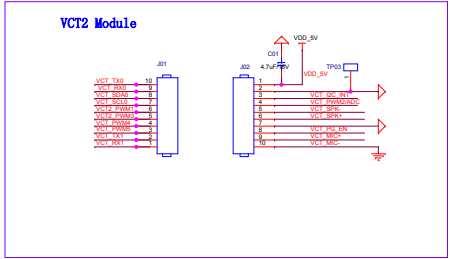 VCT2 Module
VDD_5V
C01
J01
J02
4.7uF/16V
TP03
VDD_5V
1
VCT_TX0 10
VCT_RX0 9
VCT_SDA0 8
VCT_SCL0 7
VCT2_PWM1 6
VCT2_PWM3 5
VCT_PWM4 4
VCT_PWM5 3
VCT_TX1 2
VCT_RX1 1
1
2
3 VCT_I2C_INT
4 VCT_PWM2/ADC
5 VCT_SPK-
6 VCT_SPK+
7
8 VCT_PG_EN
9 VCT_MIC+
10 VCT_MIC-